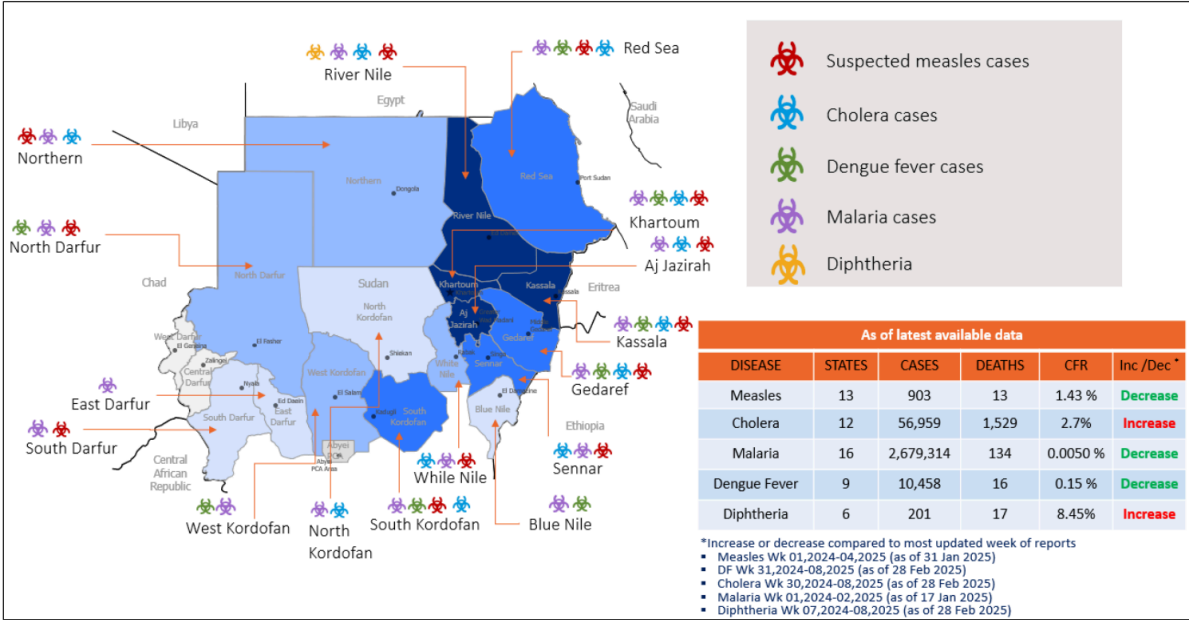 Red Sea
River Nile
Egypt
Libya
Saudi
Arabia
Northern
Northern
Dongola
Red Sea
Port Sudan
River Nile
Khartoum
Aj Jazirah
North Darfur
North Darfur
Chad
Sudan
North
Kordofan
Khartoum
Kassala
Kassala
Eritrea
Aj
Jazirah
Gedaref
Kassala
West Darfur
El Geneina
Zalingei
Central
Darfur
El Fasher
Sheikan
White
Nile
Sennar
Gedaref
East Darfur
Nyala
South Darfur
Ed Daein
East
Darfur
West Kordofan
El Salam
Kadugli
South
Kordofan
El Damazine
Blue Nile
Ethiopia
South Darfur
Central
African
Republic
Abyei
PCA
Abyei
PCA Area
While Nile
Sennar
West Kordofan
North
Kordofan
South Kordofan
Blue Nile
Suspected measles cases
Cholera cases
Dengue fever cases
Malaria cases
Diphtheria
As of latest available data
DISEASE STATES CASES DEATHS CFR Inc /Dec *
Measles 13 903 13 1.43 % Decrease
Cholera 12 56,959 1,529 2.7% Increase
Malaria 16 2,679,314 134 0.0050 % Decrease
Dengue Fever 9 10,458 16 0.15 % Decrease
Diphtheria 6 201 17 8.45% Increase
*Increase or decrease compared to most updated week of reports
▪ Measles Wk 01,2024-04,2025 (as of 31 Jan 2025)
▪ DF Wk 31,2024-08,2025 (as of 28 Feb 2025)
▪ Cholera Wk 30,2024-08,2025 (as of 28 Feb 2025)
▪ Malaria Wk 01,2024-02,2025 (as of 17 Jan 2025)
▪ Diphtheria Wk 07,2024-08,2025 (as of 28 Feb 2025)